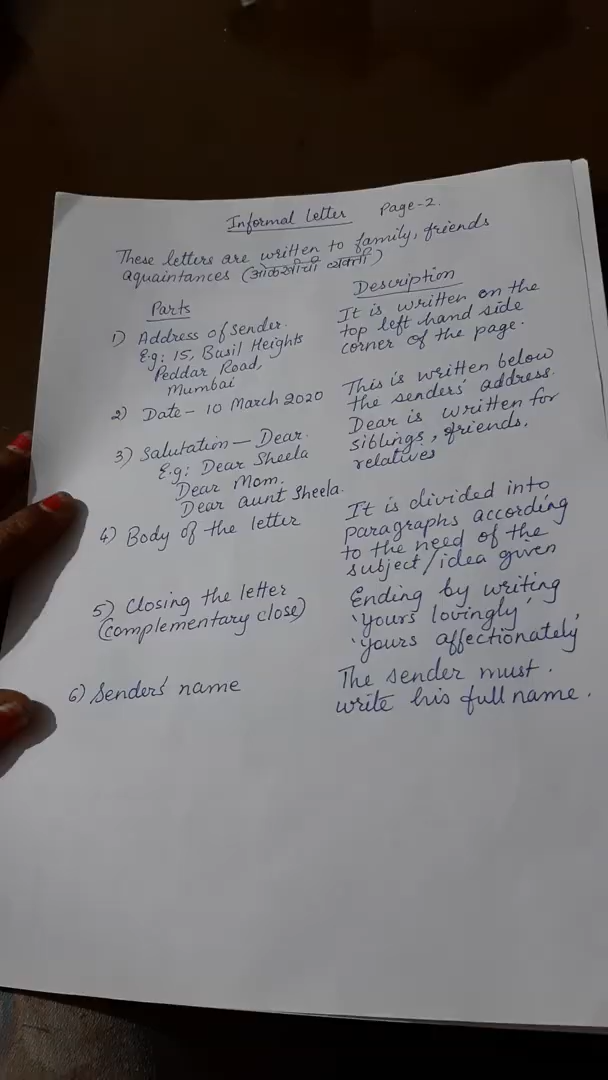 Informal Letter Page-2.
These letters are written to family, friends
aquaintances
Parts
Description
1) Address of Sender.
E.g: 15, Busil Heights
Peddar Road,
Mumbai
It is written on the
top left hand side
corner of the page.
2) Date - 10 March 2020
This is written below
the senders' address.
3) Salutation — Dear.
E.g: Dear Sheela
Dear Mom,
Dear aunt Sheela.
Dear is written for
siblings, friends,
relatives
4) Body of the letter
It is divided into
paragraphs according
to the need of the
subject/idea given
5) Closing the letter
(complementary close)
Ending by writing
'yours lovingly',
'yours affectionately'
6) Senders' name
The sender must.
write his full name.